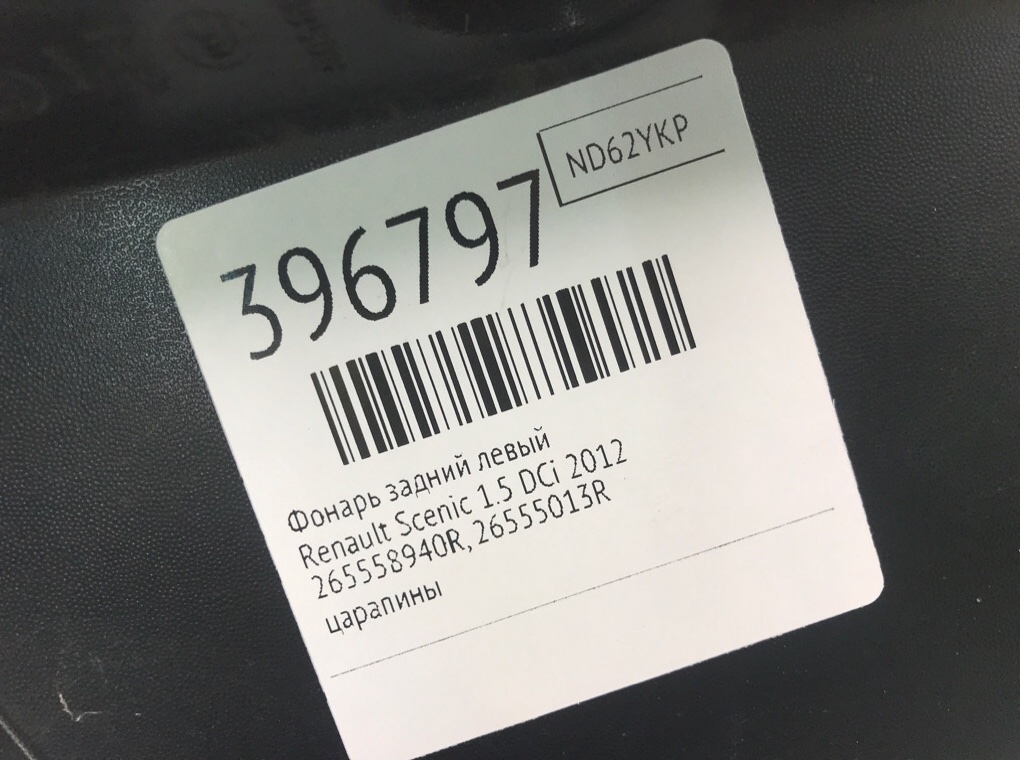 ND62YKP
396797
Фонарь задний левый
Renault Scenic 1.5 DCi 2012
265558940R, 26555013R
царапины